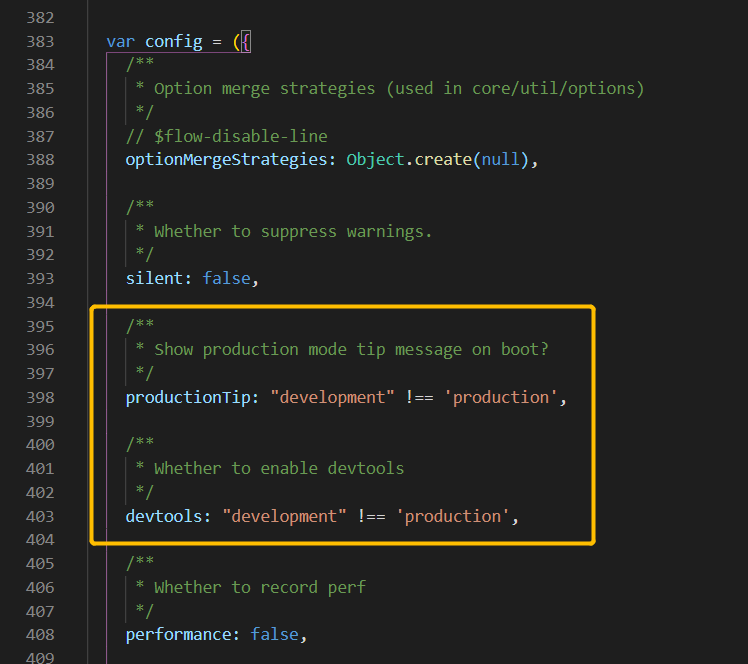 382
383 var config = ({
384 /**
385 * Option merge strategies (used in core/util/options)
386 */
387 // $flow-disable-line
388 optionMergeStrategies: Object.create(null),
389
390 /**
391 * Whether to suppress warnings.
392 */
393 silent: false,
394
395 /**
396 * Show production mode tip message on boot?
397 */
398 productionTip: "development" !== 'production',
399
400 /**
401 * Whether to enable devtools
402 */
403 devtools: "development" !== 'production',
404
405 /**
406 * Whether to record perf
407 */
408 performance: false,
409